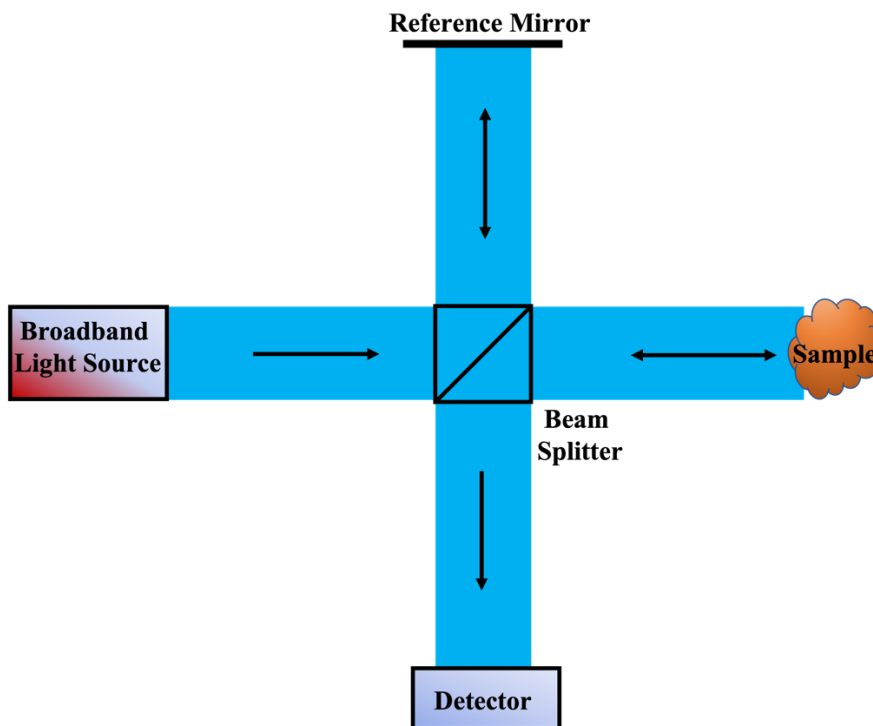 Reference Mirror
Broadband
Light Source
Sample
Beam
Splitter
Detector